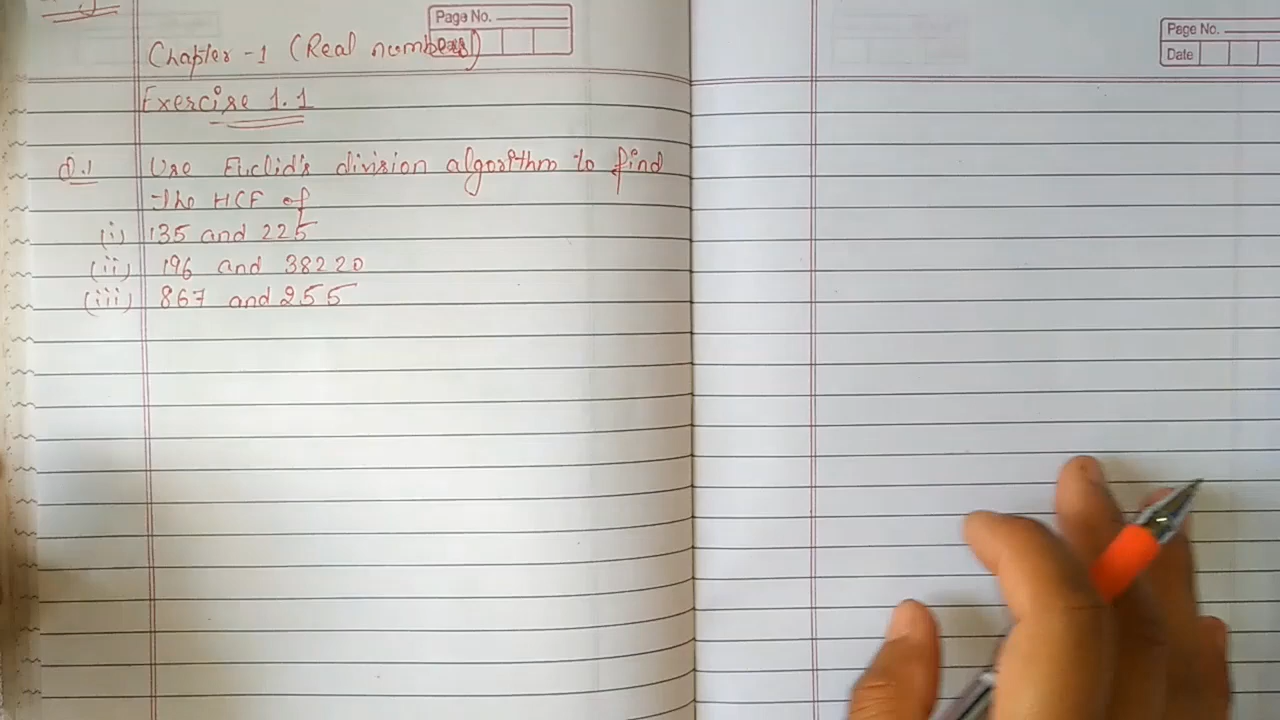 Page No.
Chapter -1 (Real numbers)
Exercise 1.1
Q.1 Use Euclid's division algorithm to find
the HCF of
(i) 135 and 225
(ii) 196 and 38220
(iii) 867 and 255
Page No.
Date